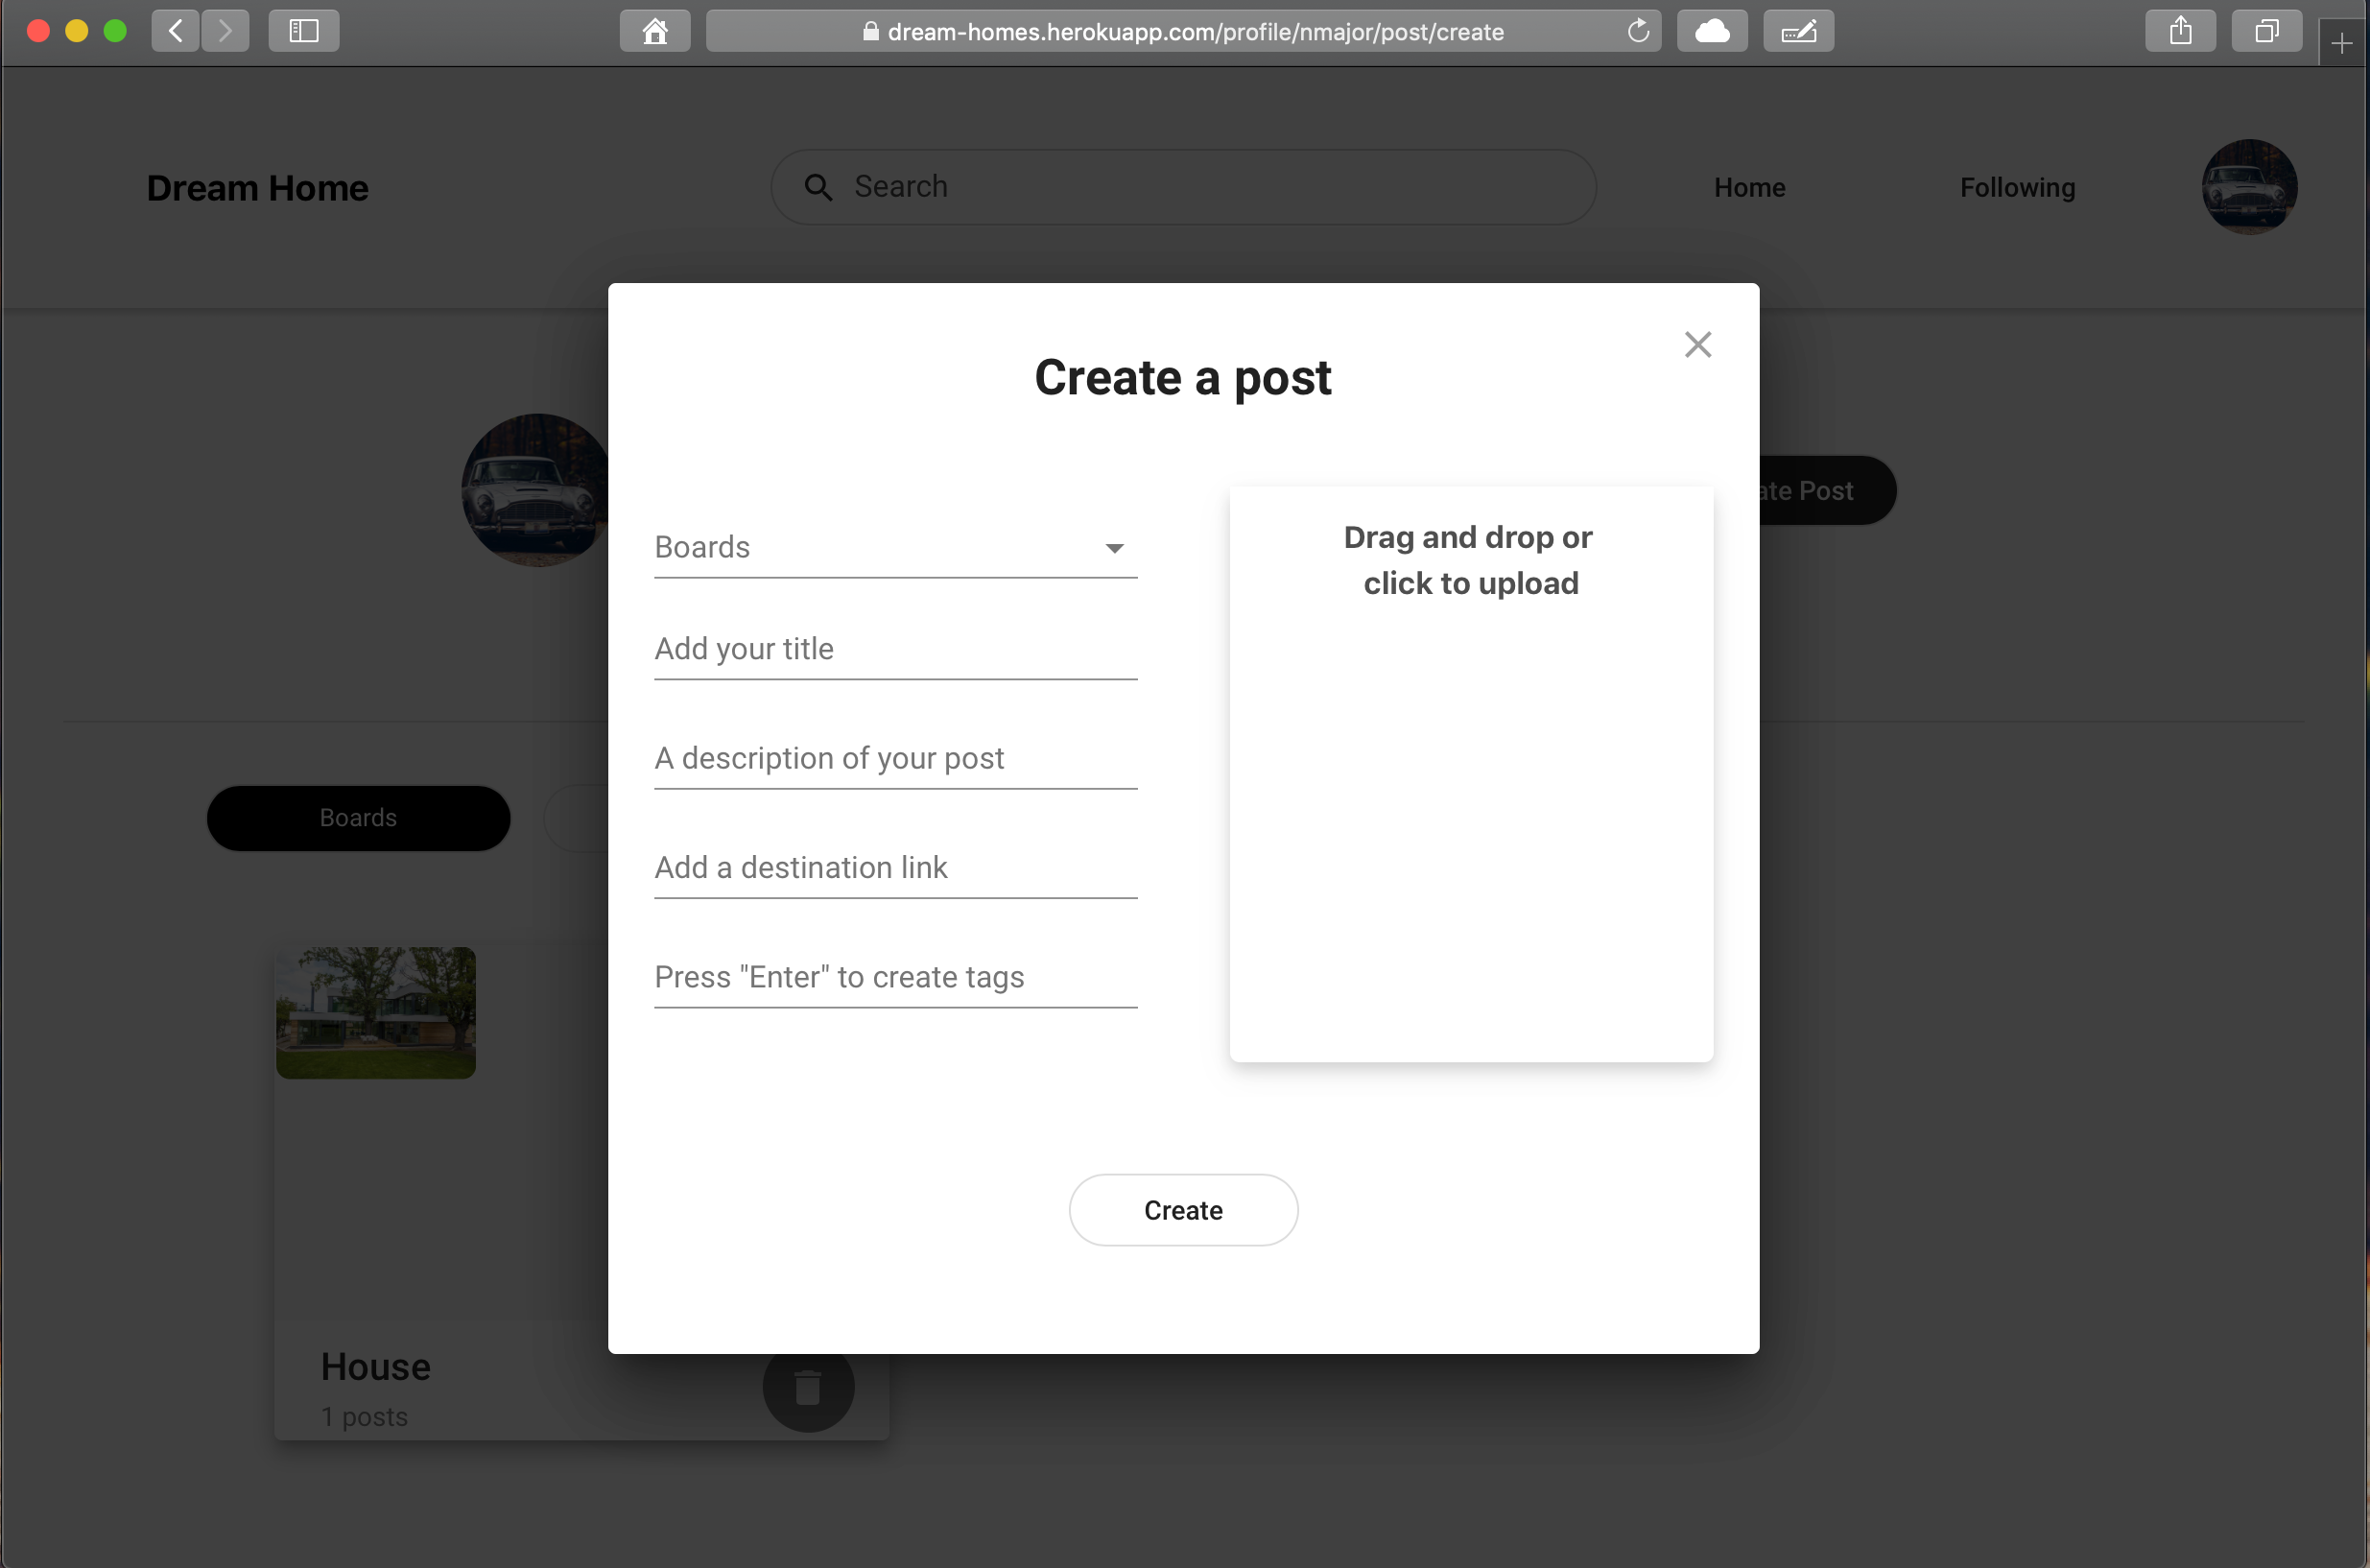 dream-homes.herokuapp.com/profile/nmajor/post/create
Dream Home
Search
Home
Following
Create a post
ate Post
Drag and drop or
click to upload
Boards
Add your title
A description of your post
Add a destination link
Press "Enter" to create tags
Create
Boards
House
1 posts